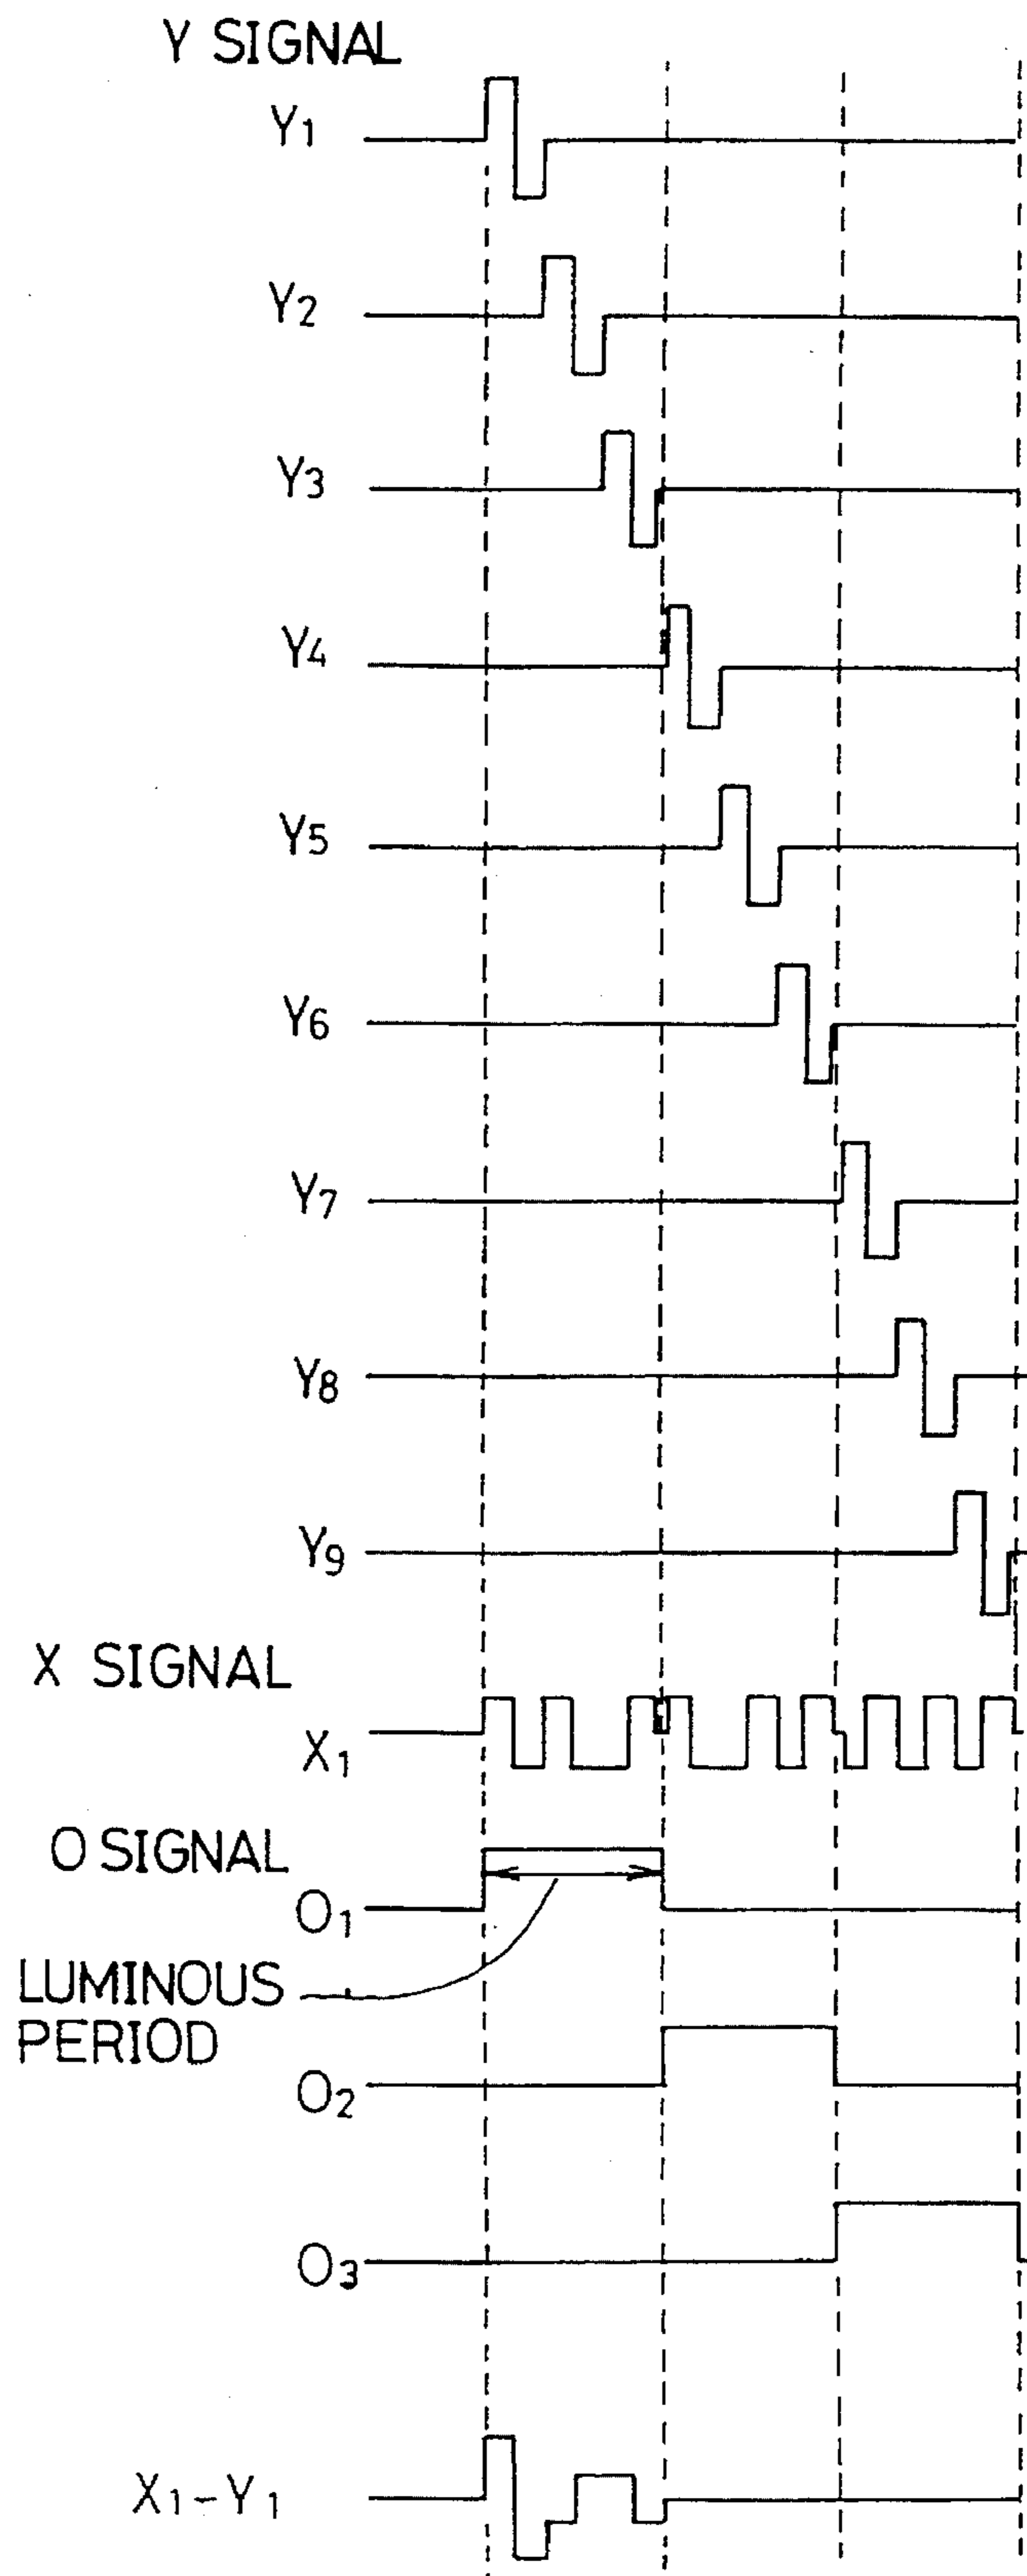 Y SIGNAL
Y1
Y2
Y3
Y4
Y5
Y6
Y7
Y8
Y9
X SIGNAL
X1
O SIGNAL
O1
LUMINOUS
PERIOD
O2
O3
X1-Y1